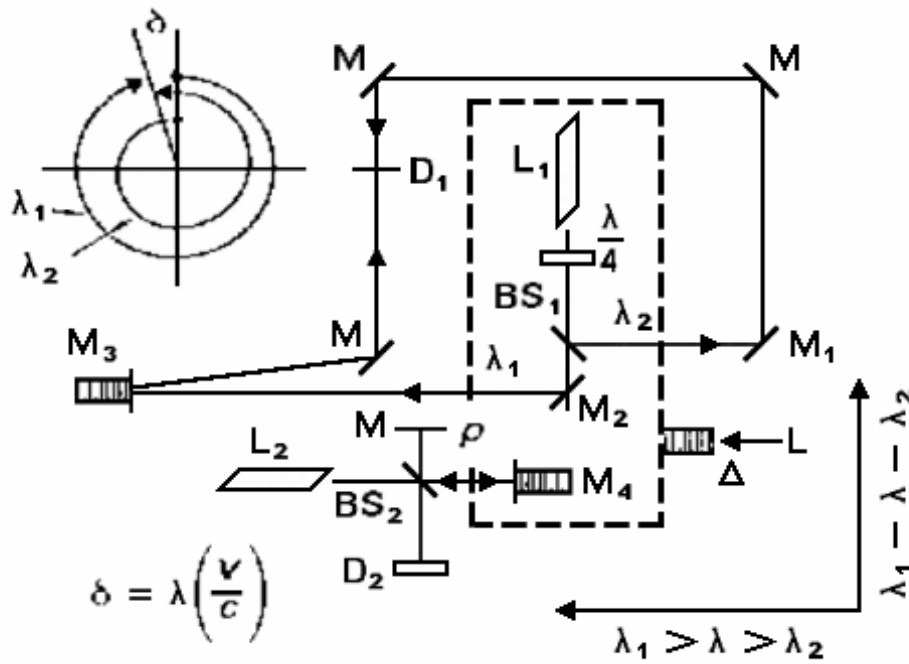 δ
M
M
L₁
D₁
λ/4
λ₁
λ₂
BS₁
λ₂
M₃
M
λ₁
M₁
M₂
M
ρ
L₂
L
BS₂
M₄
Δ
D₂
δ = λ(v/c)
λ₁ − λ − λ₂
λ₁ > λ > λ₂